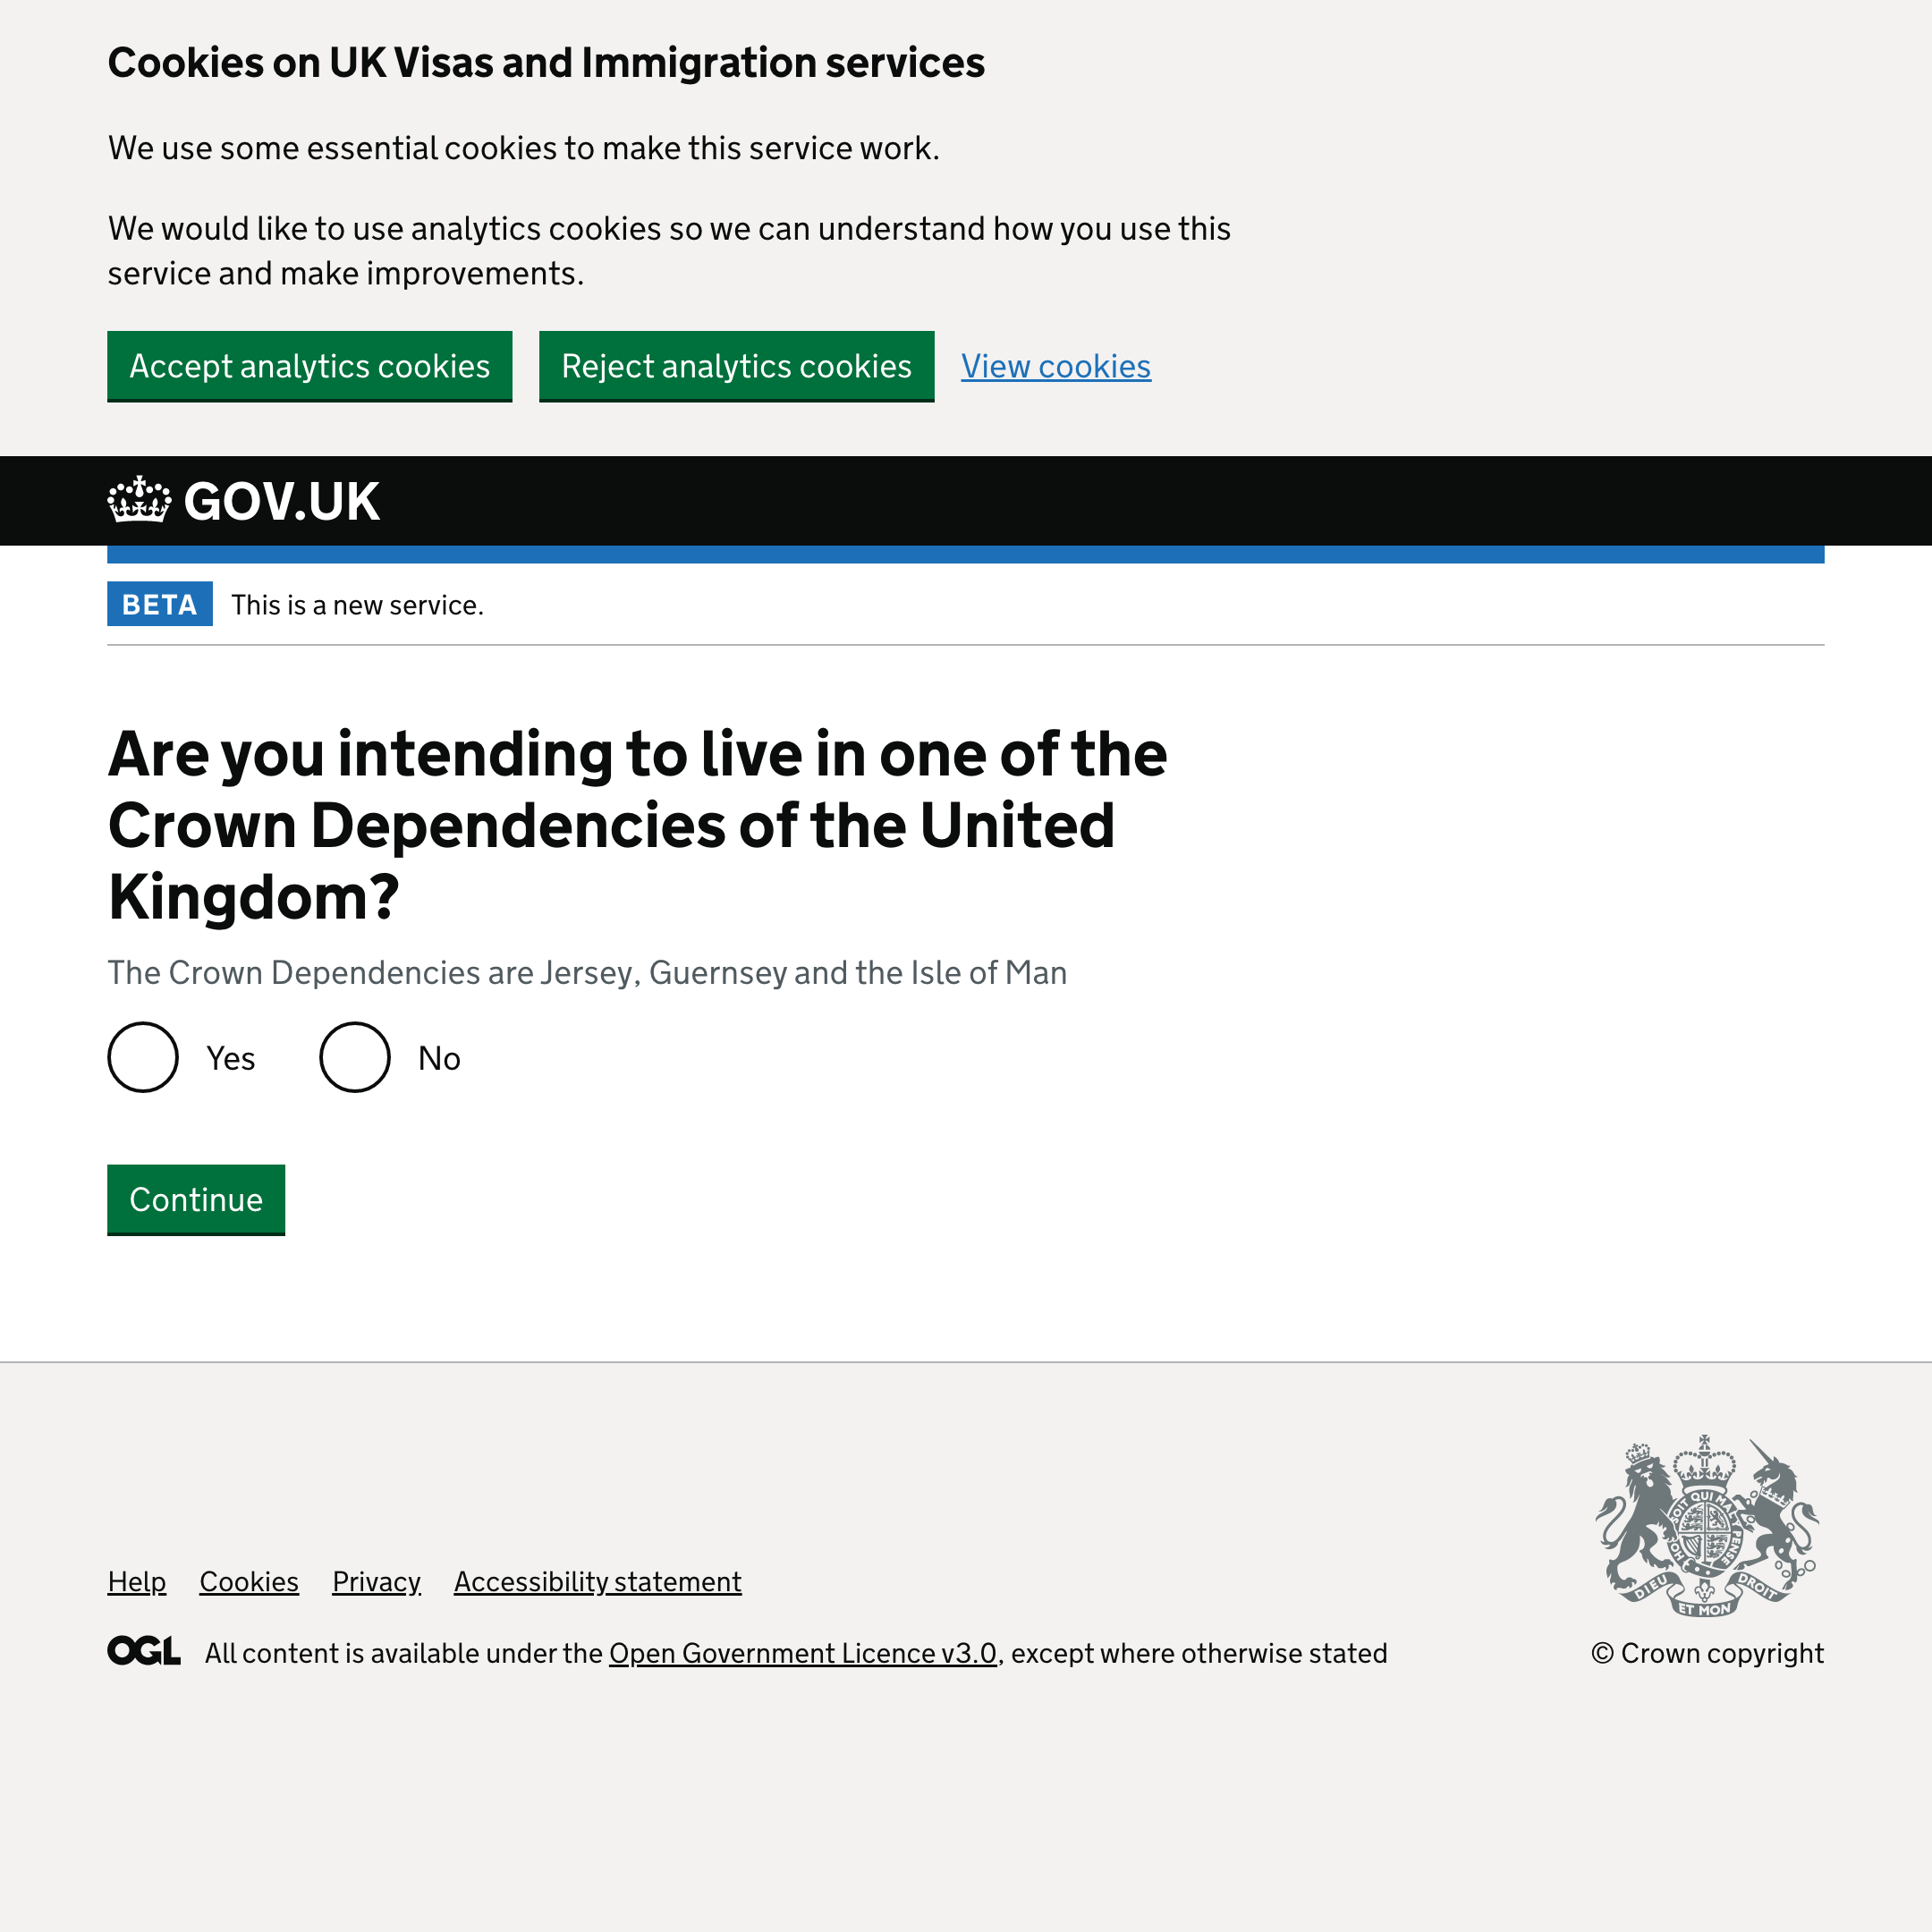 Cookies on UK Visas and Immigration services
We use some essential cookies to make this service work.
We would like to use analytics cookies so we can understand how you use this
service and make improvements.
Accept analytics cookies
Reject analytics cookies
View cookies
GOV.UK
BETA
This is a new service.
Are you intending to live in one of the
Crown Dependencies of the United
Kingdom?
The Crown Dependencies are Jersey, Guernsey and the Isle of Man
Yes
No
Continue
Help
Cookies
Privacy
Accessibility statement
OGL
All content is available under the Open Government Licence v3.0, except where otherwise stated
DIEU
ET MON
DROIT
© Crown copyright